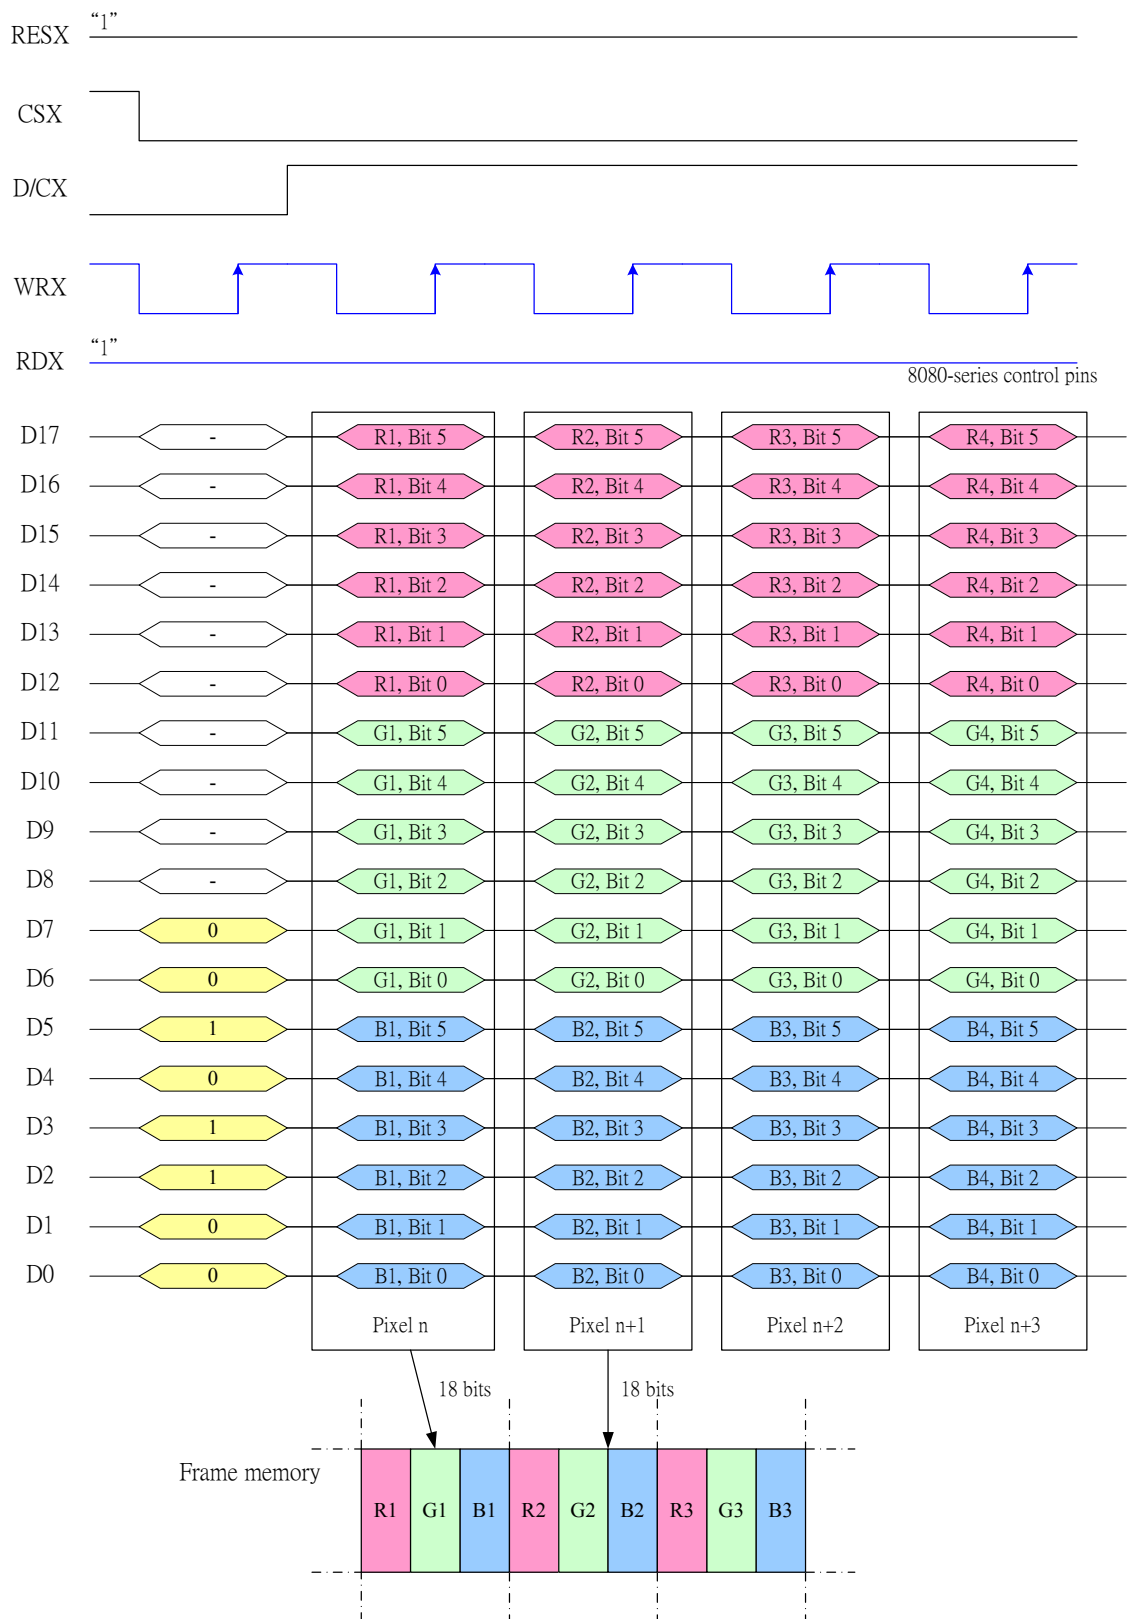 RESX “1”
CSX
D/CX
WRX
RDX “1”
8080-series control pins
D17 - R1, Bit 5 R2, Bit 5 R3, Bit 5 R4, Bit 5
D16 - R1, Bit 4 R2, Bit 4 R3, Bit 4 R4, Bit 4
D15 - R1, Bit 3 R2, Bit 3 R3, Bit 3 R4, Bit 3
D14 - R1, Bit 2 R2, Bit 2 R3, Bit 2 R4, Bit 2
D13 - R1, Bit 1 R2, Bit 1 R3, Bit 1 R4, Bit 1
D12 - R1, Bit 0 R2, Bit 0 R3, Bit 0 R4, Bit 0
D11 - G1, Bit 5 G2, Bit 5 G3, Bit 5 G4, Bit 5
D10 - G1, Bit 4 G2, Bit 4 G3, Bit 4 G4, Bit 4
D9 - G1, Bit 3 G2, Bit 3 G3, Bit 3 G4, Bit 3
D8 - G1, Bit 2 G2, Bit 2 G3, Bit 2 G4, Bit 2
D7 0 G1, Bit 1 G2, Bit 1 G3, Bit 1 G4, Bit 1
D6 0 G1, Bit 0 G2, Bit 0 G3, Bit 0 G4, Bit 0
D5 1 B1, Bit 5 B2, Bit 5 B3, Bit 5 B4, Bit 5
D4 0 B1, Bit 4 B2, Bit 4 B3, Bit 4 B4, Bit 4
D3 1 B1, Bit 3 B2, Bit 3 B3, Bit 3 B4, Bit 3
D2 1 B1, Bit 2 B2, Bit 2 B3, Bit 2 B4, Bit 2
D1 0 B1, Bit 1 B2, Bit 1 B3, Bit 1 B4, Bit 1
D0 0 B1, Bit 0 B2, Bit 0 B3, Bit 0 B4, Bit 0
Pixel n Pixel n+1 Pixel n+2 Pixel n+3
18 bits 18 bits
Frame memory
R1 G1 B1 R2 G2 B2 R3 G3 B3